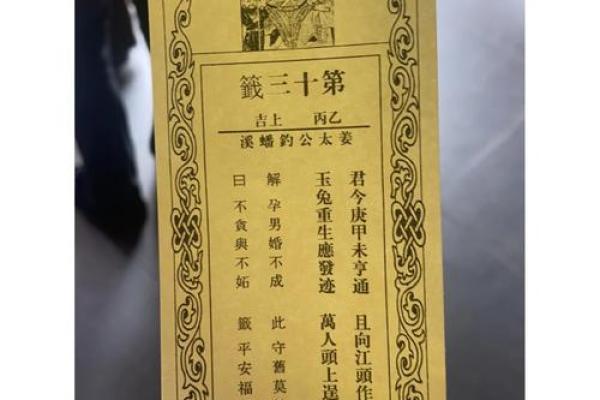 第十三籤
乙丙 上吉
姜太公釣蟠溪
君今庚甲未亨通 且向江頭作
玉兔重生應發迹 萬人頭上逞
解 孕男婚不成 此 守舊莫
曰 不貪與不妬 籤 平安福